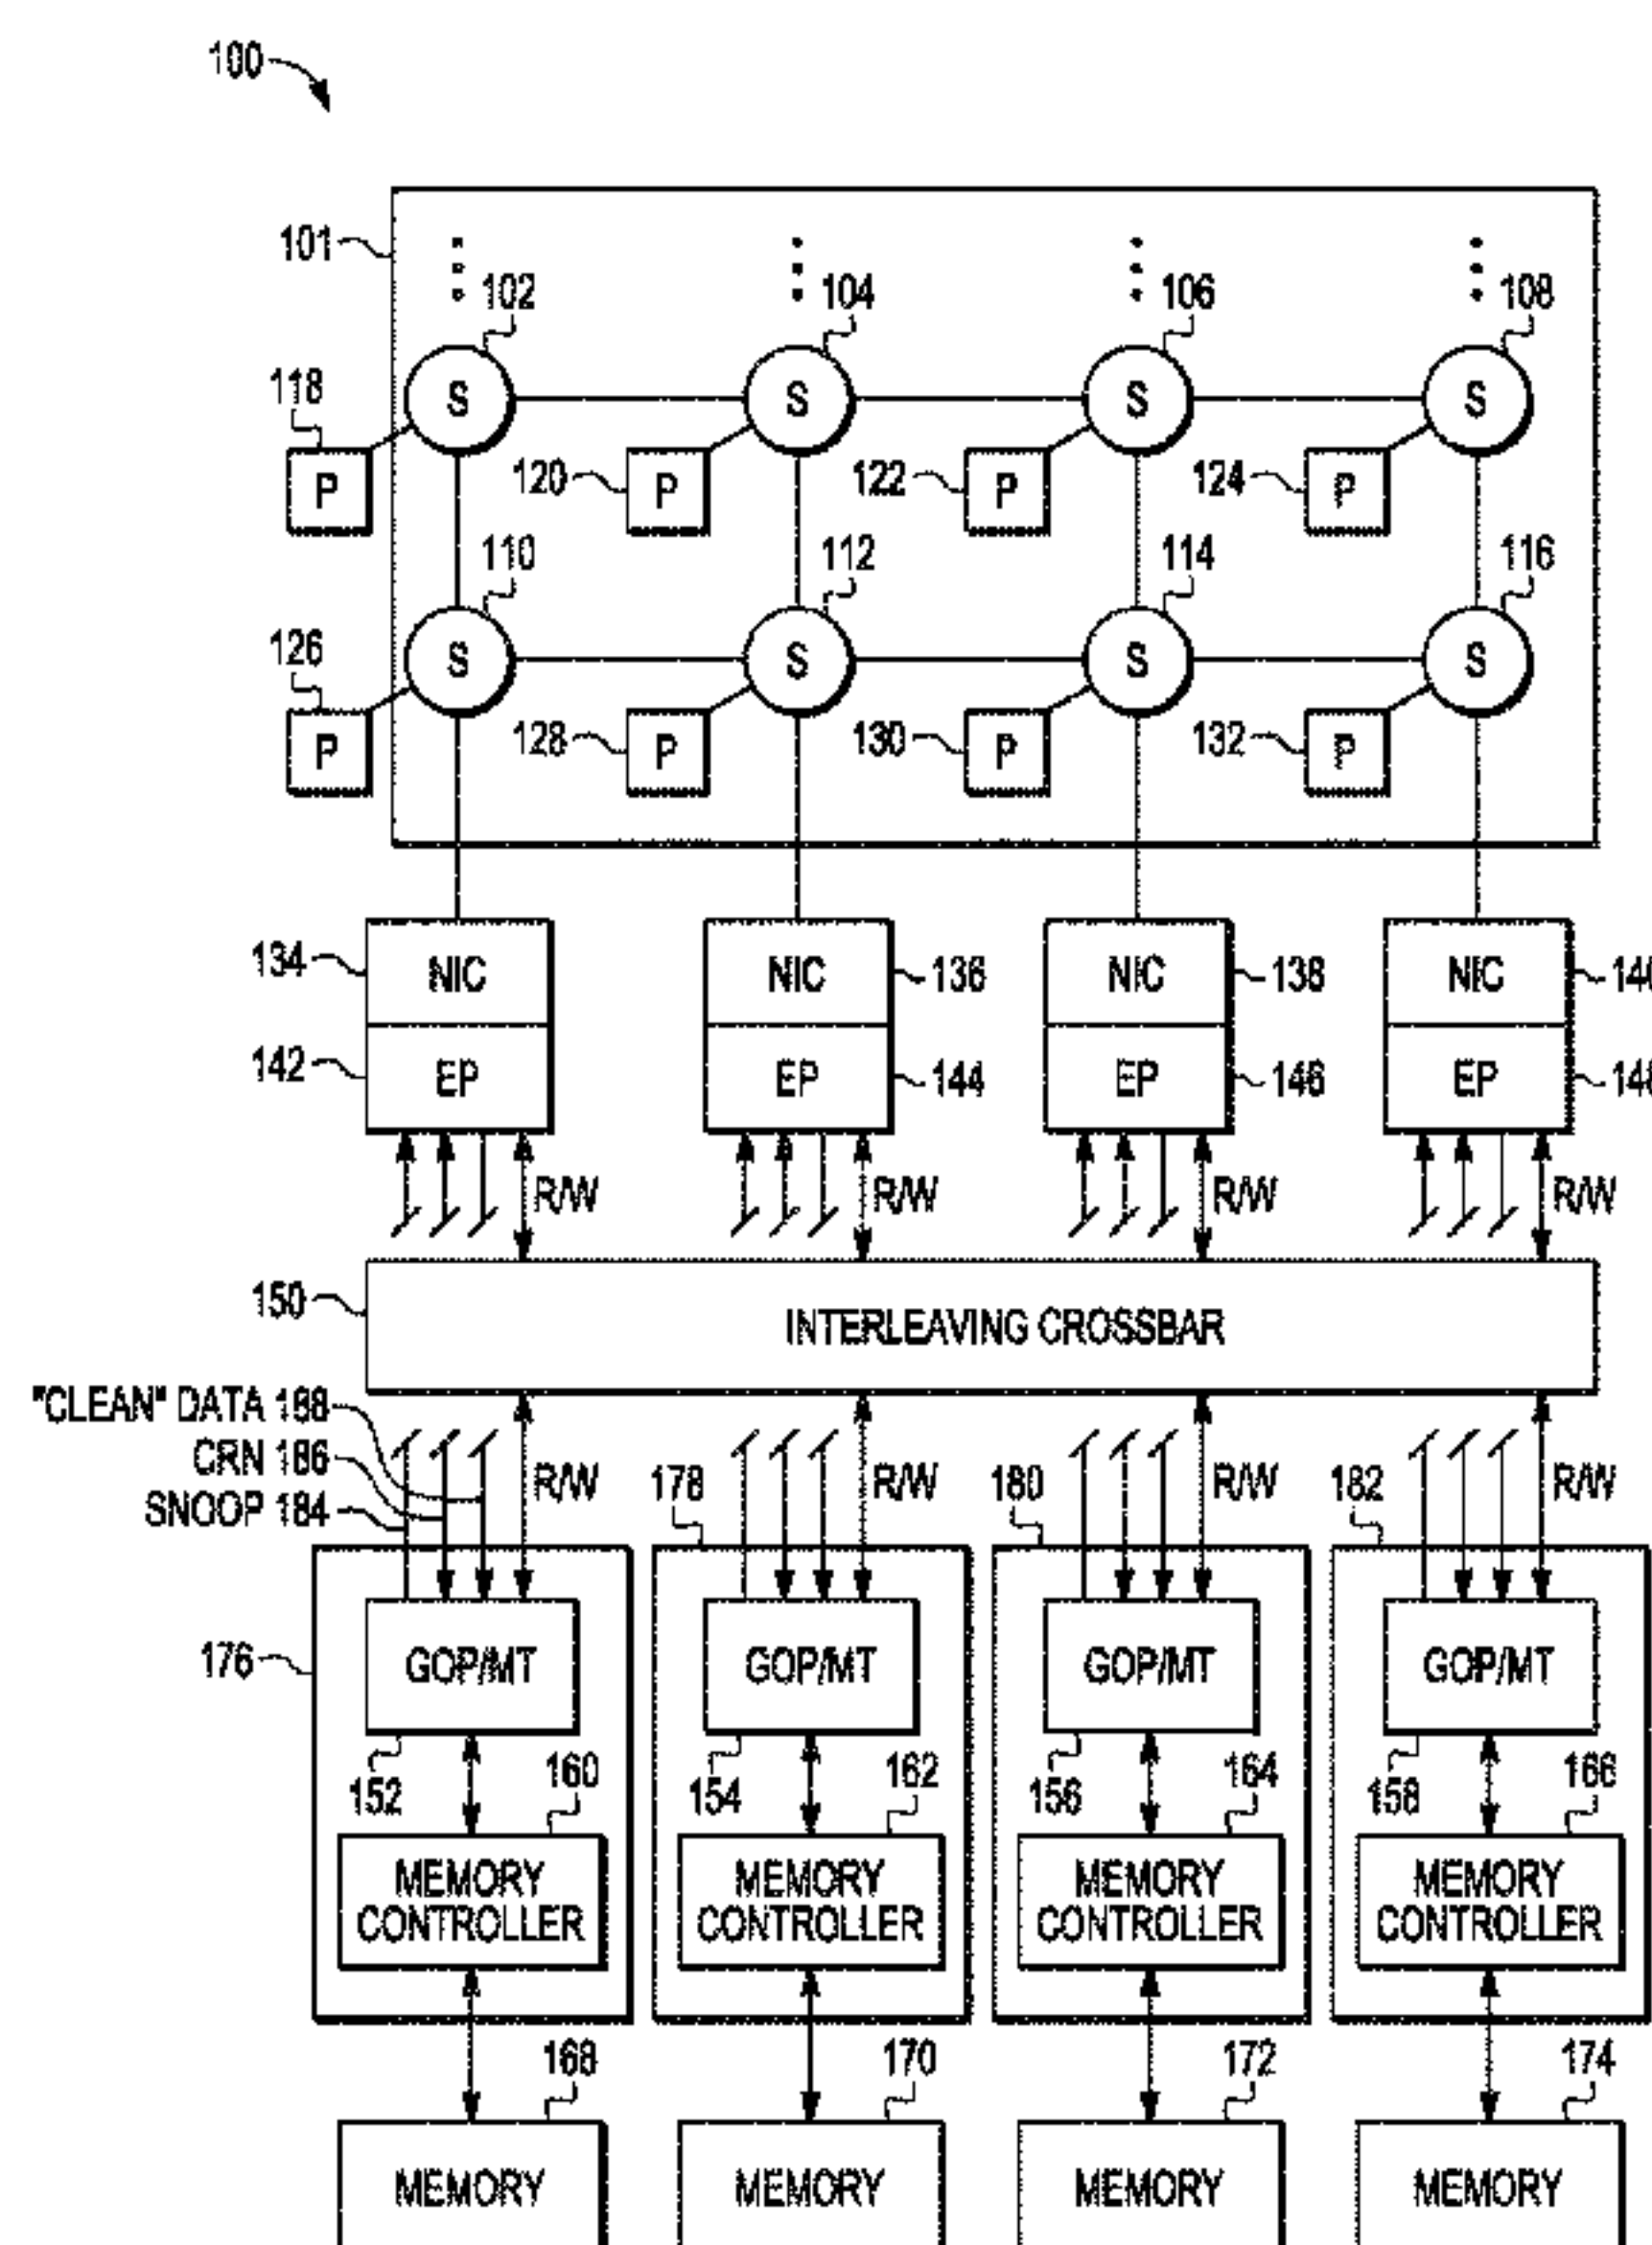 100
101
102 104 106 108
S S S S
118
120 122 124
P P P P
110 112 114 116
S S S S
126
128 130 132
P P P P
134 NIC NIC 136 NIC 138 NIC
142 EP EP 144 EP 146 EP
R/W R/W R/W R/W
150 INTERLEAVING CROSSBAR
"CLEAN" DATA 188
CRN 186
SNOOP 184
R/W R/W R/W R/W
178 180 182
176 GOP/MT GOP/MT GOP/MT GOP/MT
152 160 154 162 156 164 158 166
MEMORY MEMORY MEMORY MEMORY
CONTROLLER CONTROLLER CONTROLLER CONTROLLER
168 170 172 174
MEMORY MEMORY MEMORY MEMORY